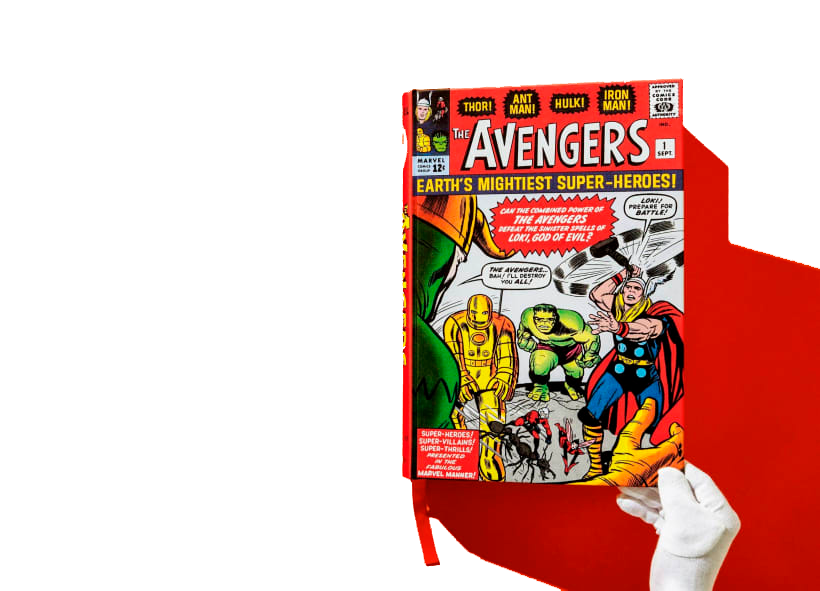 THOR!
ANT
MAN!
HULK!
IRON
MAN!
APPROVED
BY THE
COMICS
CODE
AUTHORITY
IND.
THE AVENGERS
1
SEPT.
MARVEL
COMICS
GROUP
12¢
EARTH'S MIGHTIEST SUPER-HEROES!
CAN THE COMBINED POWER OF
THE AVENGERS
DEFEAT THE SINISTER SPELLS OF
LOKI, GOD OF EVIL?
LOKI!
PREPARE FOR
BATTLE!
THE AVENGERS...
BAH! I'LL DESTROY
YOU ALL!
SUPER-HEROES!
SUPER-VILLAINS!
SUPER-THRILLS!
PRESENTED
IN THE
FABULOUS
MARVEL MANNER!